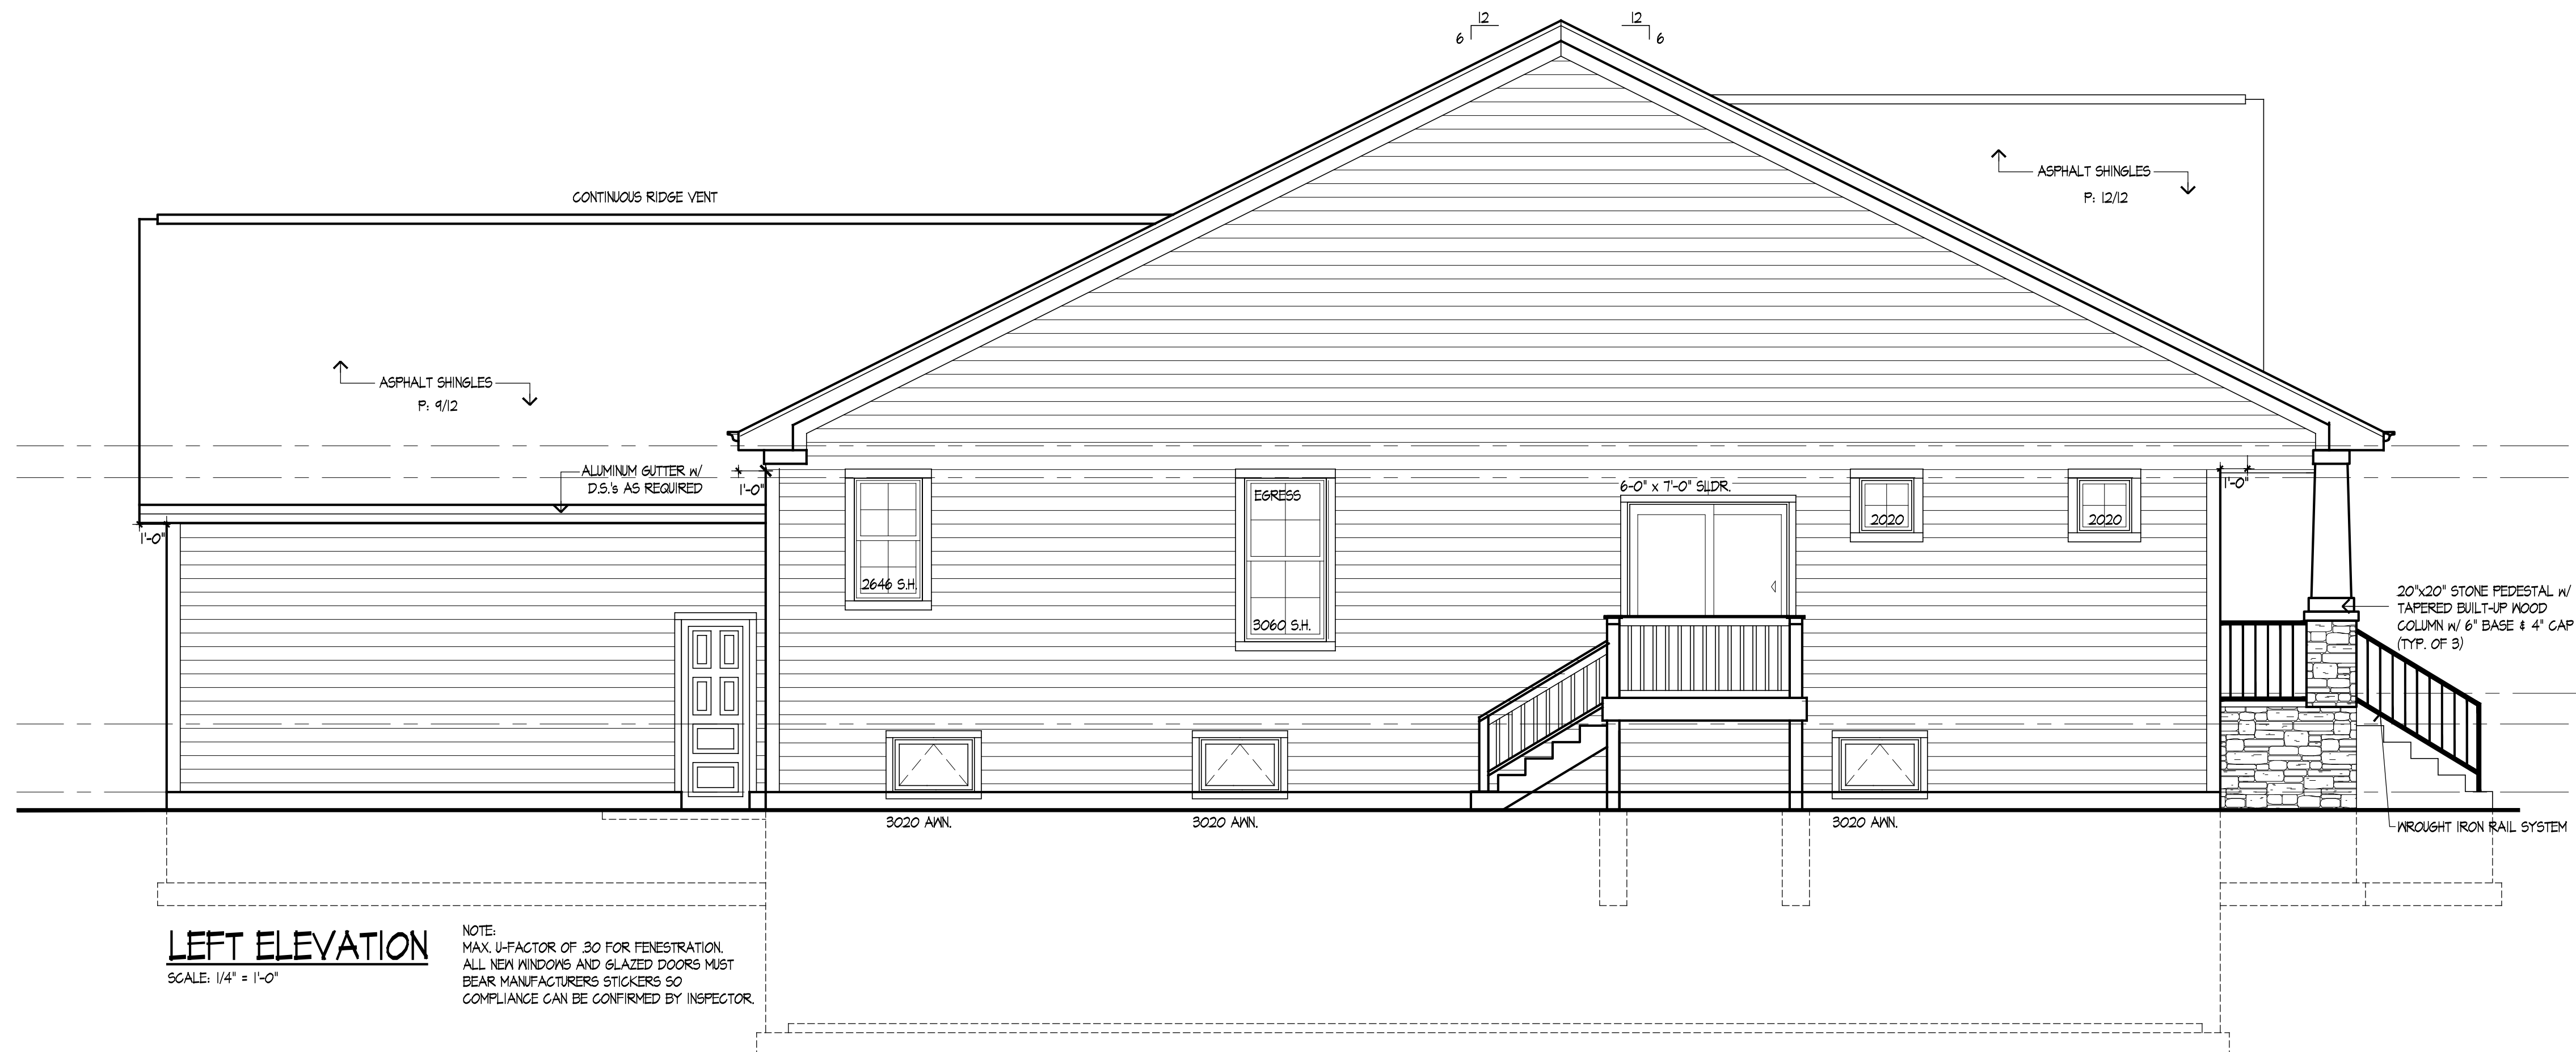 12
6
12
6
CONTINUOUS RIDGE VENT
ASPHALT SHINGLES
P: 12/12
ASPHALT SHINGLES
P: 9/12
ALUMINUM GUTTER W/
D.S.'s AS REQUIRED
1'-0"
1'-0"
1'-0"
EGRESS
6-0" x 7'-0" SLIDR.
2020
2020
2646 S.H.
3060 S.H.
20"x20" STONE PEDESTAL W/
TAPERED BUILT-UP WOOD
COLUMN W/ 6" BASE & 4" CAP
(TYP. OF 3)
3020 AWN.
3020 AWN.
3020 AWN.
WROUGHT IRON RAIL SYSTEM
LEFT ELEVATION
SCALE: 1/4" = 1'-0"
NOTE:
MAX. U-FACTOR OF .30 FOR FENESTRATION.
ALL NEW WINDOWS AND GLAZED DOORS MUST
BEAR MANUFACTURERS STICKERS SO
COMPLIANCE CAN BE CONFIRMED BY INSPECTOR.